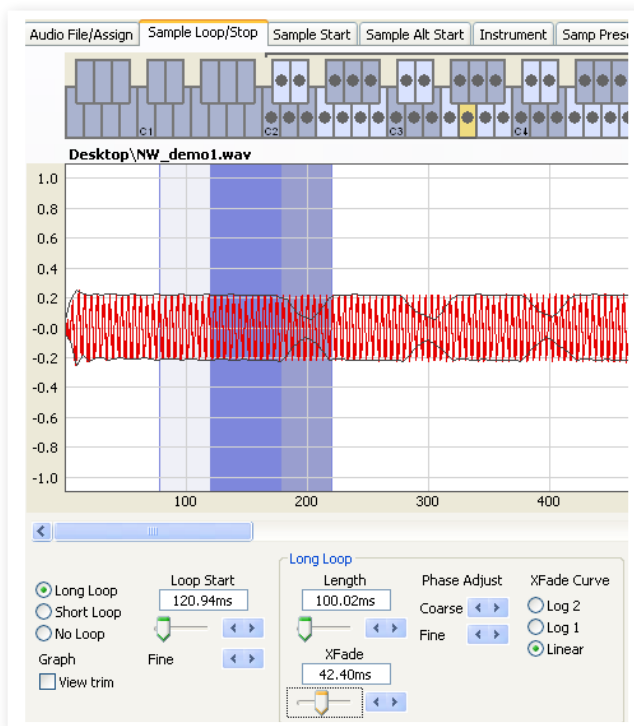 Audio File/Assign Sample Loop/Stop Sample Start Sample Alt Start Instrument Samp Prese
C1 C2 C3 C4
Desktop\NW_demo1.wav
1.0
0.8
0.6
0.4
0.2
-0.0
-0.2
-0.4
-0.6
-0.8
-1.0
100 200 300 400
Long Loop
Short Loop
No Loop
Graph
View trim
Loop Start
120.94ms
Fine
Long Loop
Length
100.02ms
XFade
42.40ms
Phase Adjust
Coarse
Fine
XFade Curve
Log 2
Log 1
Linear